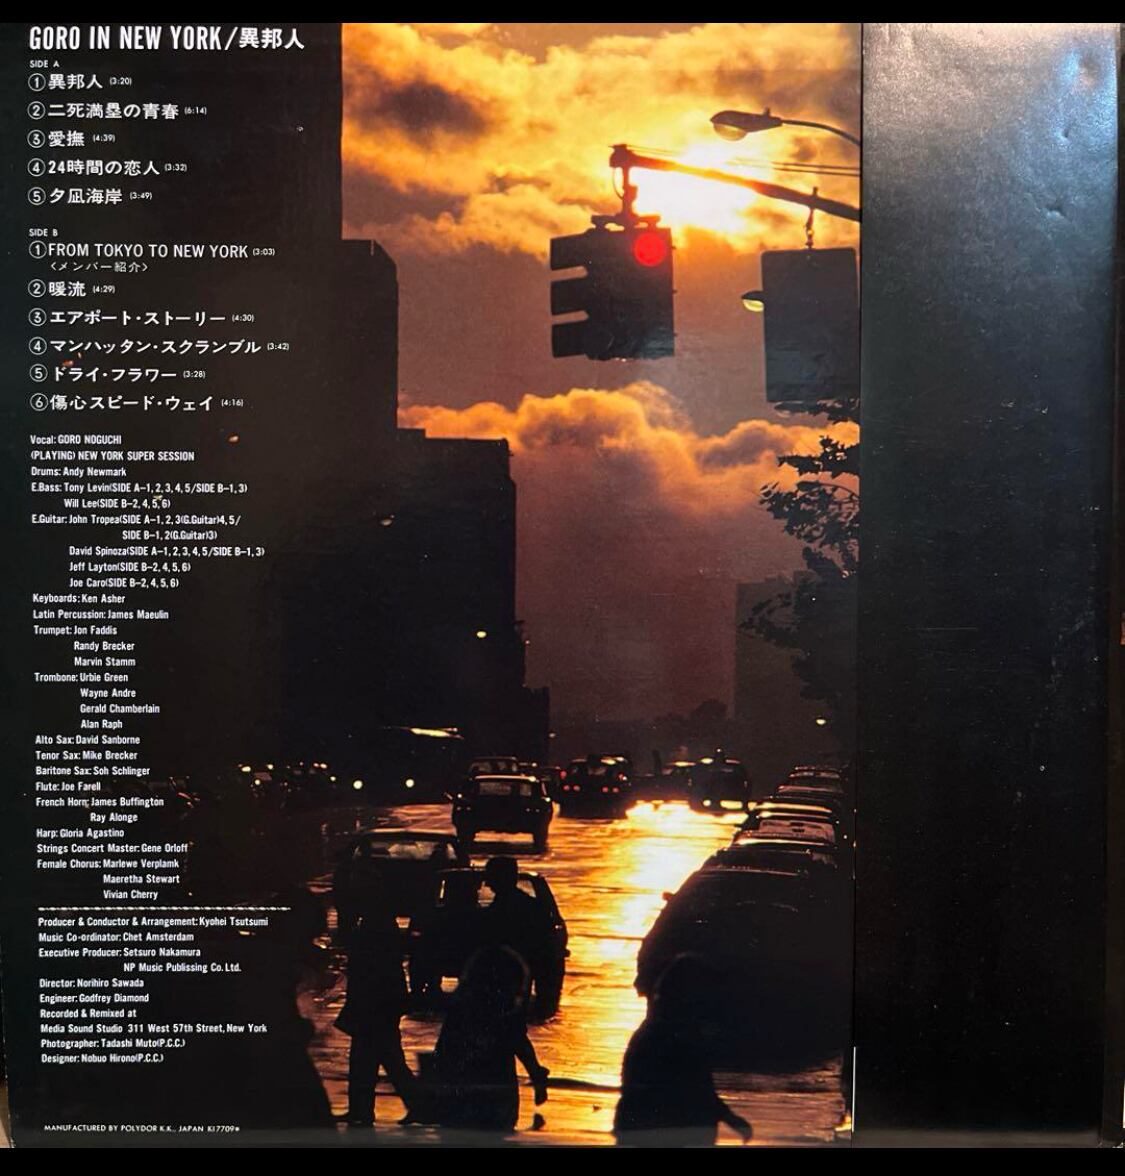 GORO IN NEW YORK/異邦人
SIDE A
①異邦人 (3:20)
②二死満塁の青春 (6:14)
③愛撫 (4:39)
④24時間の恋人 (3:32)
⑤夕凪海岸 (3:49)
SIDE B
①FROM TOKYO TO NEW YORK (3:03)
〈メンバー紹介〉
②暖流 (4:29)
③エアポート・ストーリー (4:30)
④マンハッタン・スクランブル (3:42)
⑤ドライ・フラワー (3:28)
⑥傷心スピード・ウェイ (4:16)
Vocal: GORO NOGUCHI
(PLAYING) NEW YORK SUPER SESSION
Drums: Andy Newmark
E.Bass: Tony Levin(SIDE A-1, 2, 3, 4, 5/SIDE B-1, 3)
Will Lee(SIDE B-2, 4, 5, 6)
E.Guitar: John Tropea(SIDE A-1, 2, 3(G.Guitar)4, 5/
SIDE B-1, 2(G.Guitar)3)
David Spinoza(SIDE A-1, 2, 3, 4, 5/SIDE B-1, 3)
Jeff Layton(SIDE B-2, 4, 5, 6)
Joe Caro(SIDE B-2, 4, 5, 6)
Keyboards: Ken Asher
Latin Percussion: James Maeulin
Trumpet: Jon Faddis
Randy Brecker
Marvin Stamm
Trombone: Urbie Green
Wayne Andre
Gerald Chamberlain
Alan Raph
Alto Sax: David Sanborne
Tenor Sax: Mike Brecker
Baritone Sax: Soh Schlinger
Flute: Joe Farell
French Horn: James Buffington
Ray Alonge
Harp: Gloria Agastino
Strings Concert Master: Gene Orloff
Female Chorus: Marlewe Verplamk
Maeretha Stewart
Vivian Cherry
Producer & Conductor & Arrangement: Kyohei Tsutsumi
Music Co-ordinator: Chet Amsterdam
Executive Producer: Setsuro Nakamura
NP Music Publissing Co. Ltd.
Director: Norihiro Sawada
Engineer: Godfrey Diamond
Recorded & Remixed at
Media Sound Studio 311 West 57th Street, New York
Photographer: Tadashi Muto(P.C.C.)
Designer: Nobuo Hirono(P.C.C.)
MANUFACTURED BY POLYDOR K.K., JAPAN KI7709*